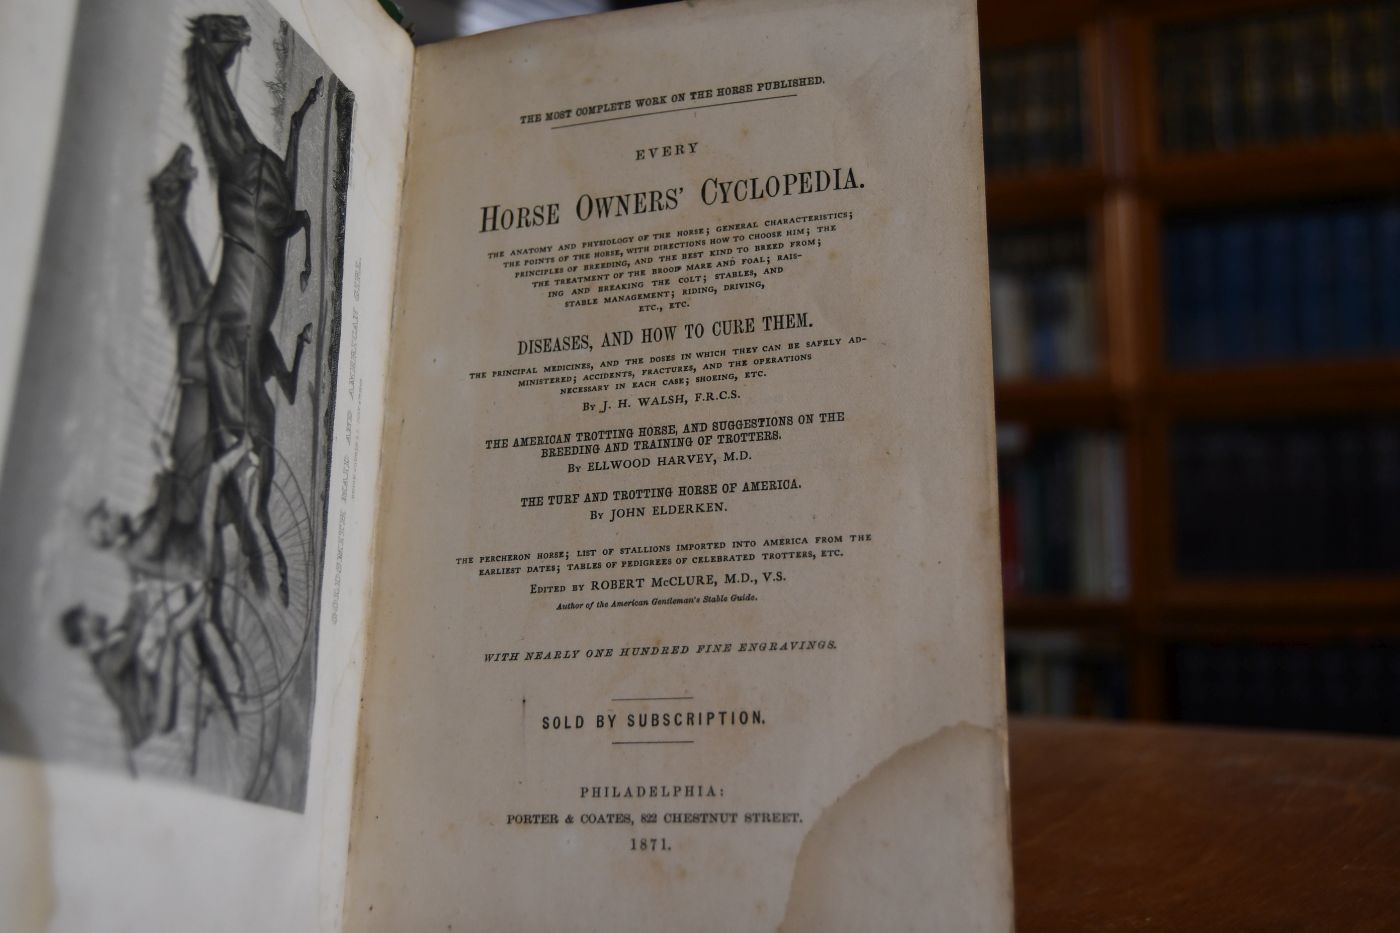 THE MOST COMPLETE WORK ON THE HORSE PUBLISHED.
EVERY
HORSE OWNERS' CYCLOPEDIA.
THE ANATOMY AND PHYSIOLOGY OF THE HORSE; GENERAL CHARACTERISTICS;
THE POINTS OF THE HORSE, WITH DIRECTIONS HOW TO CHOOSE HIM; THE
PRINCIPLES OF BREEDING, AND THE BEST KIND TO BREED FROM;
THE TREATMENT OF THE BROOD MARE AND FOAL; RAIS-
ING AND BREAKING THE COLT; STABLES, AND
STABLE MANAGEMENT; RIDING, DRIVING,
ETC., ETC.
DISEASES, AND HOW TO CURE THEM.
THE PRINCIPAL MEDICINES, AND THE DOSES IN WHICH THEY CAN BE SAFELY AD-
MINISTERED; ACCIDENTS, FRACTURES, AND THE OPERATIONS
NECESSARY IN EACH CASE; SHOEING, ETC.
BY J. H. WALSH, F.R.C.S.
THE AMERICAN TROTTING HORSE, AND SUGGESTIONS ON THE
BREEDING AND TRAINING OF TROTTERS.
BY ELLWOOD HARVEY, M.D.
THE TURF AND TROTTING HORSE OF AMERICA.
BY JOHN ELDERKEN.
THE PERCHERON HORSE; LIST OF STALLIONS IMPORTED INTO AMERICA FROM THE
EARLIEST DATES; TABLES OF PEDIGREES OF CELEBRATED TROTTERS, ETC.
EDITED BY ROBERT McCLURE, M.D., V.S.
Author of the American Gentleman's Stable Guide.
WITH NEARLY ONE HUNDRED FINE ENGRAVINGS.
SOLD BY SUBSCRIPTION.
PHILADELPHIA:
PORTER & COATES, 822 CHESTNUT STREET.
1871.
GOLDSMITH MAID AND AMERICAN GIRL.